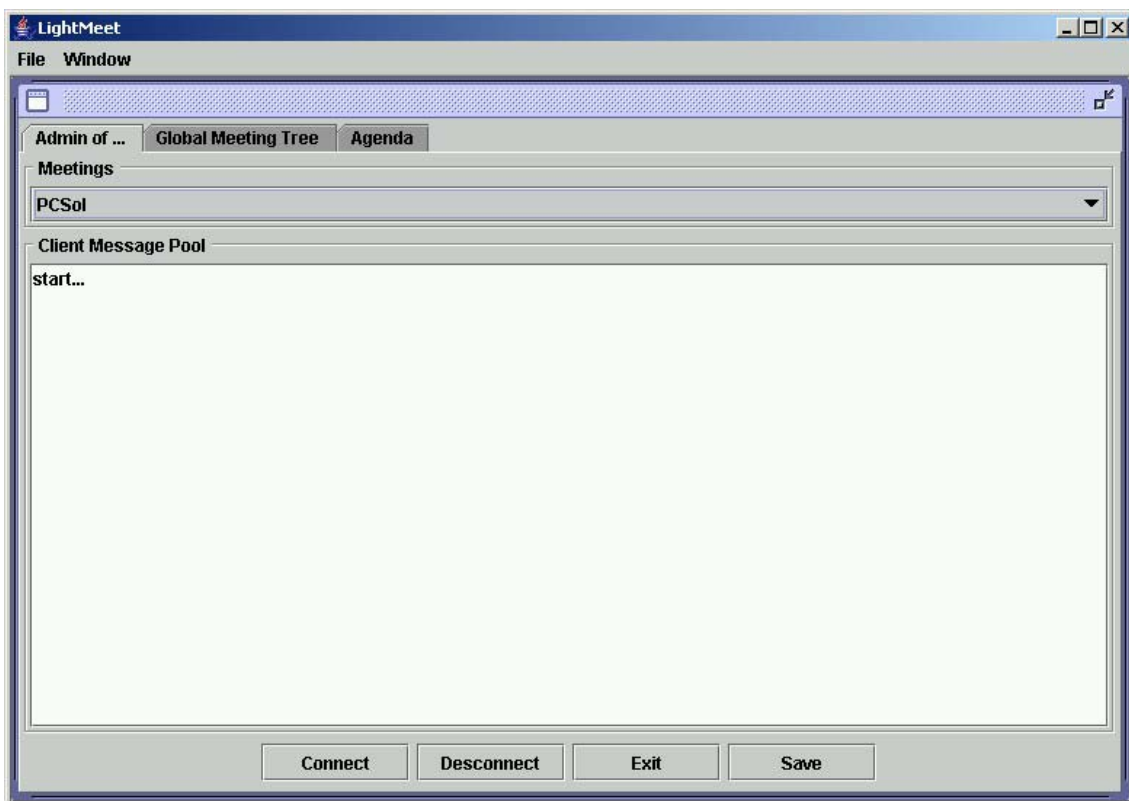 LightMeet
File Window
Admin of ... Global Meeting Tree Agenda
Meetings
PCSol
Client Message Pool
start...
Connect Desconnect Exit Save